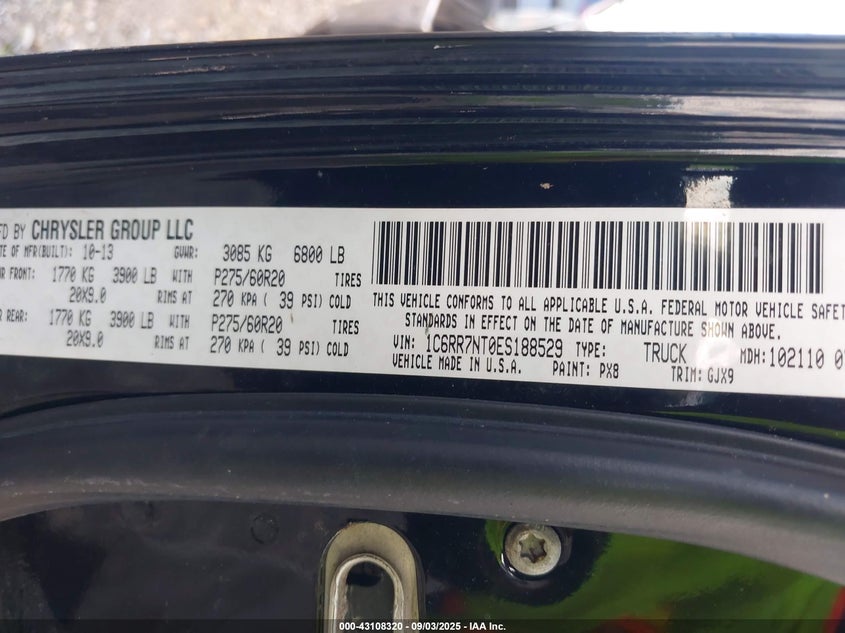 FD BY CHRYSLER GROUP LLC
TE OF MFR(BUILT): 10-13 GVWR: 3085 KG 6800 LB
R FRONT: 1770 KG 3900 LB WITH P275/60R20 TIRES
20X9.0 RIMS AT 270 KPA ( 39 PSI) COLD
R REAR: 1770 KG 3900 LB WITH P275/60R20 TIRES
20X9.0 RIMS AT 270 KPA ( 39 PSI) COLD
THIS VEHICLE CONFORMS TO ALL APPLICABLE U.S.A. FEDERAL MOTOR VEHICLE SAFET
STANDARDS IN EFFECT ON THE DATE OF MANUFACTURE SHOWN ABOVE.
VIN: 1C6RR7NT0ES188529 TYPE: TRUCK MDH:102110 0
VEHICLE MADE IN U.S.A. PAINT: PX8 TRIM: GJX9
000-43108320 - 09/03/2025 - IAA Inc.